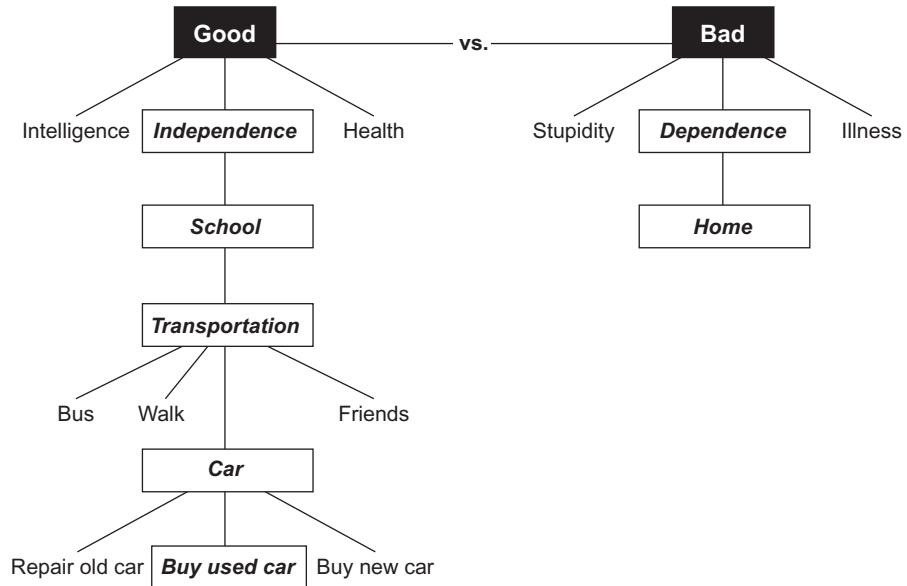 Good
vs.
Bad
Intelligence
Independence
Health
Stupidity
Dependence
Illness
School
Home
Transportation
Bus
Walk
Friends
Car
Repair old car
Buy used car
Buy new car